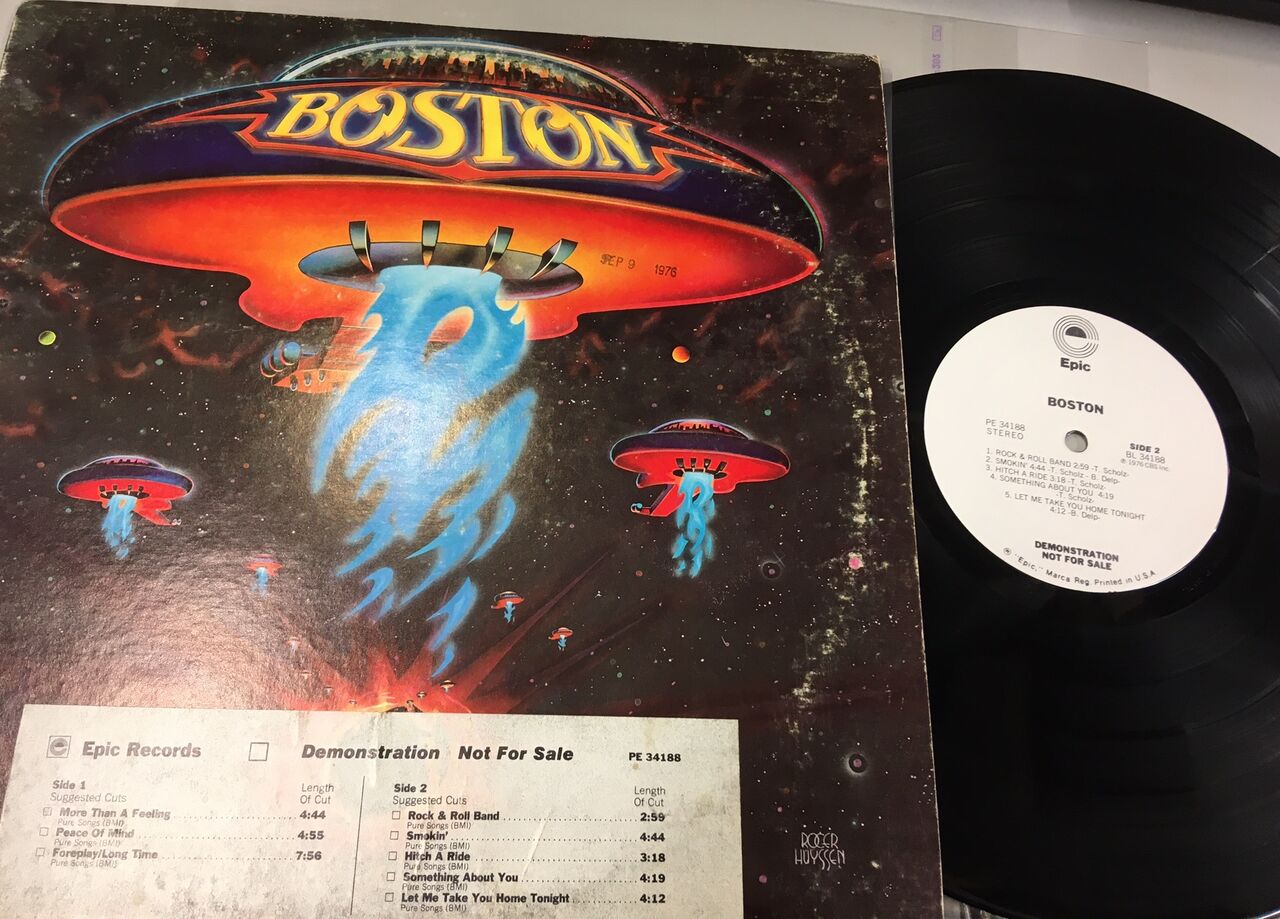 BOSTON
SEP 9 1976
ROGER
HUYSSEN
Epic Records
Demonstration Not For Sale
PE 34188
Side 1
Suggested Cuts
Length
Of Cut
More Than A Feeling 4:44
Pure Songs (BMI)
Peace Of Mind 4:55
Pure Songs (BMI)
Foreplay/Long Time 7:56
Pure Songs (BMI)
Side 2
Suggested Cuts
Length
Of Cut
Rock & Roll Band 2:59
Pure Songs (BMI)
Smokin' 4:44
Pure Songs (BMI)
Hitch A Ride 3:18
Pure Songs (BMI)
Something About You 4:19
Pure Songs (BMI)
Let Me Take You Home Tonight 4:12
Pure Songs (BMI)
Epic
BOSTON
PE 34188
STEREO
SIDE 2
BL 34188
℗ 1976 CBS Inc.
1. ROCK & ROLL BAND 2:59 -T. Scholz-
2. SMOKIN' 4:44 -T. Scholz - B. Delp-
3. HITCH A RIDE 3:18 -T. Scholz-
4. SOMETHING ABOUT YOU 4:19
-T. Scholz-
5. LET ME TAKE YOU HOME TONIGHT
4:12 -B. Delp-
DEMONSTRATION
NOT FOR SALE
"Epic," Marca Reg. Printed in U.S.A.